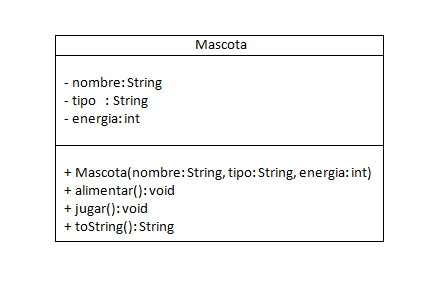 Mascota
- nombre: String
- tipo : String
- energia: int
+ Mascota(nombre: String, tipo: String, energia: int)
+ alimentar(): void
+ jugar(): void
+ toString(): String